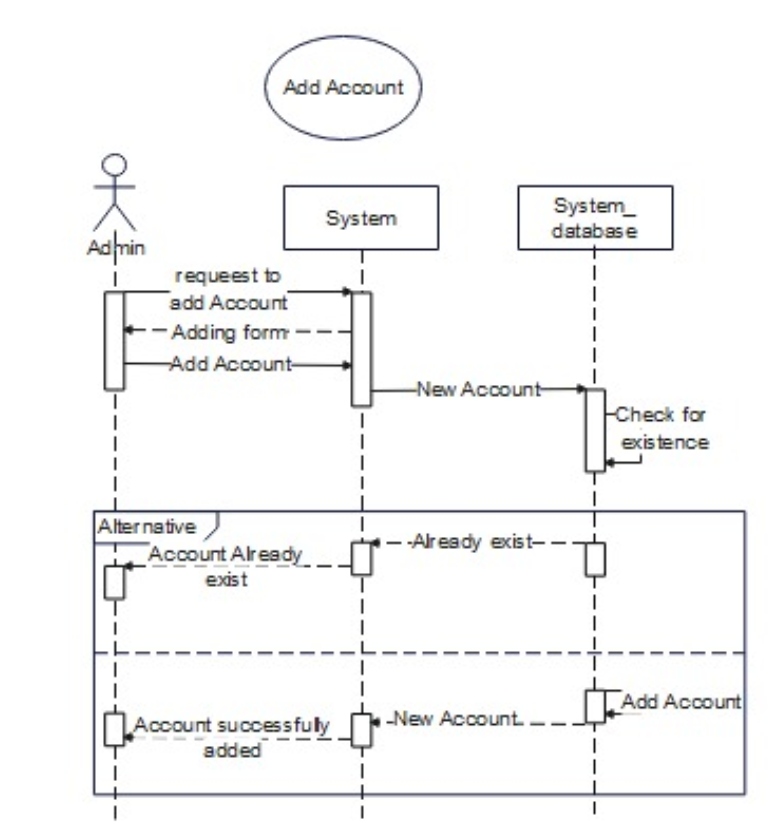 Add Account
Admin
System
System_
database
requeest to
add Account
Adding form
Add Account
New Account
Check for
existence
Alternative
Already exist
Account Already
exist
Add Account
New Account
Account successfully
added